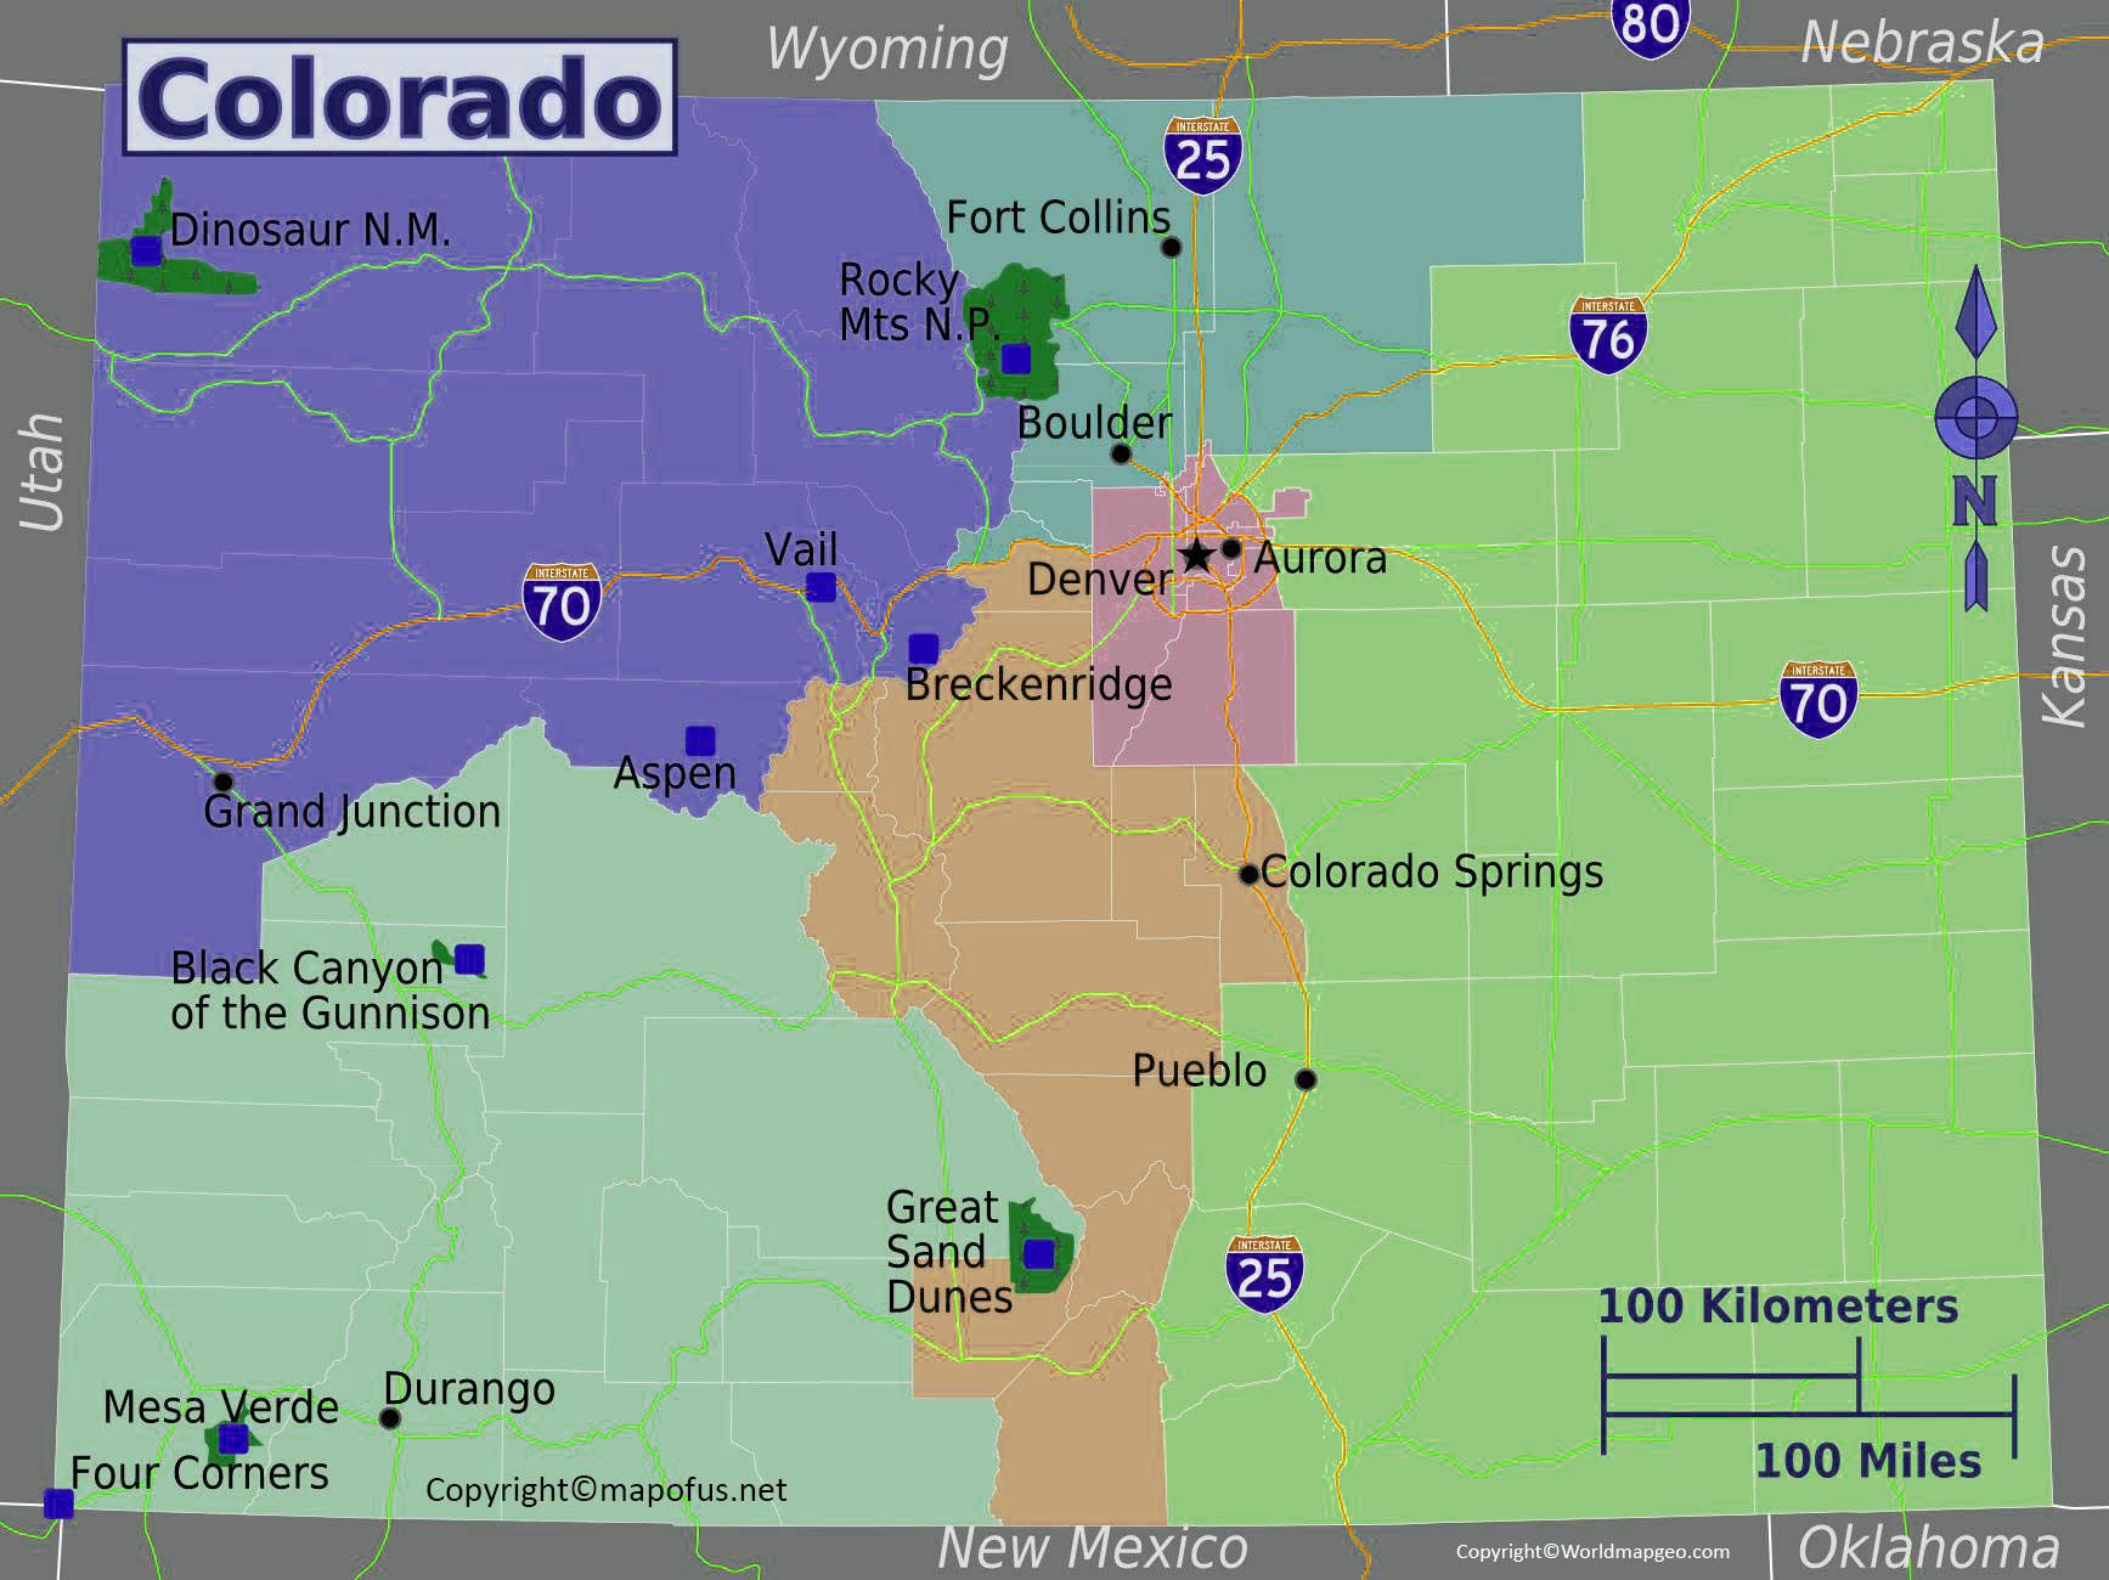 Wyoming
80
Nebraska
Colorado
INTERSTATE
25
Dinosaur N.M.
Fort Collins
Rocky
Mts N.P.
INTERSTATE
76
Boulder
Utah
N
Vail
Aurora
Denver
INTERSTATE
70
Kansas
Breckenridge
INTERSTATE
70
Aspen
Grand Junction
Colorado Springs
Black Canyon
of the Gunnison
Pueblo
Great
Sand
Dunes
INTERSTATE
25
100 Kilometers
100 Miles
Mesa Verde
Durango
Four Corners
Copyright©mapofus.net
New Mexico
Copyright©Worldmapgeo.com
Oklahoma